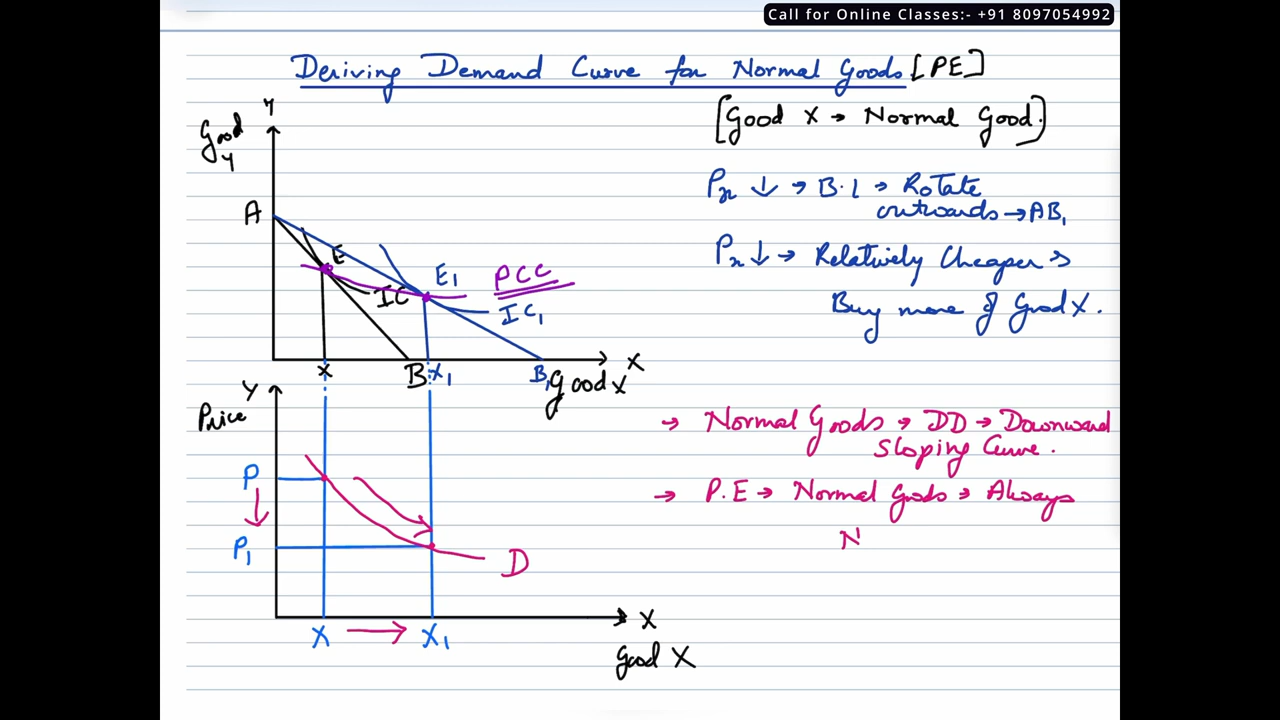 Call for Online Classes:- +91 8097054992
Deriving Demand Curve for Normal Goods [PE]
[Good X → Normal Good]
Y
Good
Y
A
E
E1
PCC
IC
IC1
x
B
X1
B1
Good X
X
Px ↓ → B.L → Rotate
outwards → AB1
Px ↓ → Relatively Cheaper →
Buy more of Good X.
Y
Price
P
P1
D
X → X1
X
Good X
→ Normal Goods → DD → Downward
Sloping Curve.
→ P.E → Normal goods → Always
N